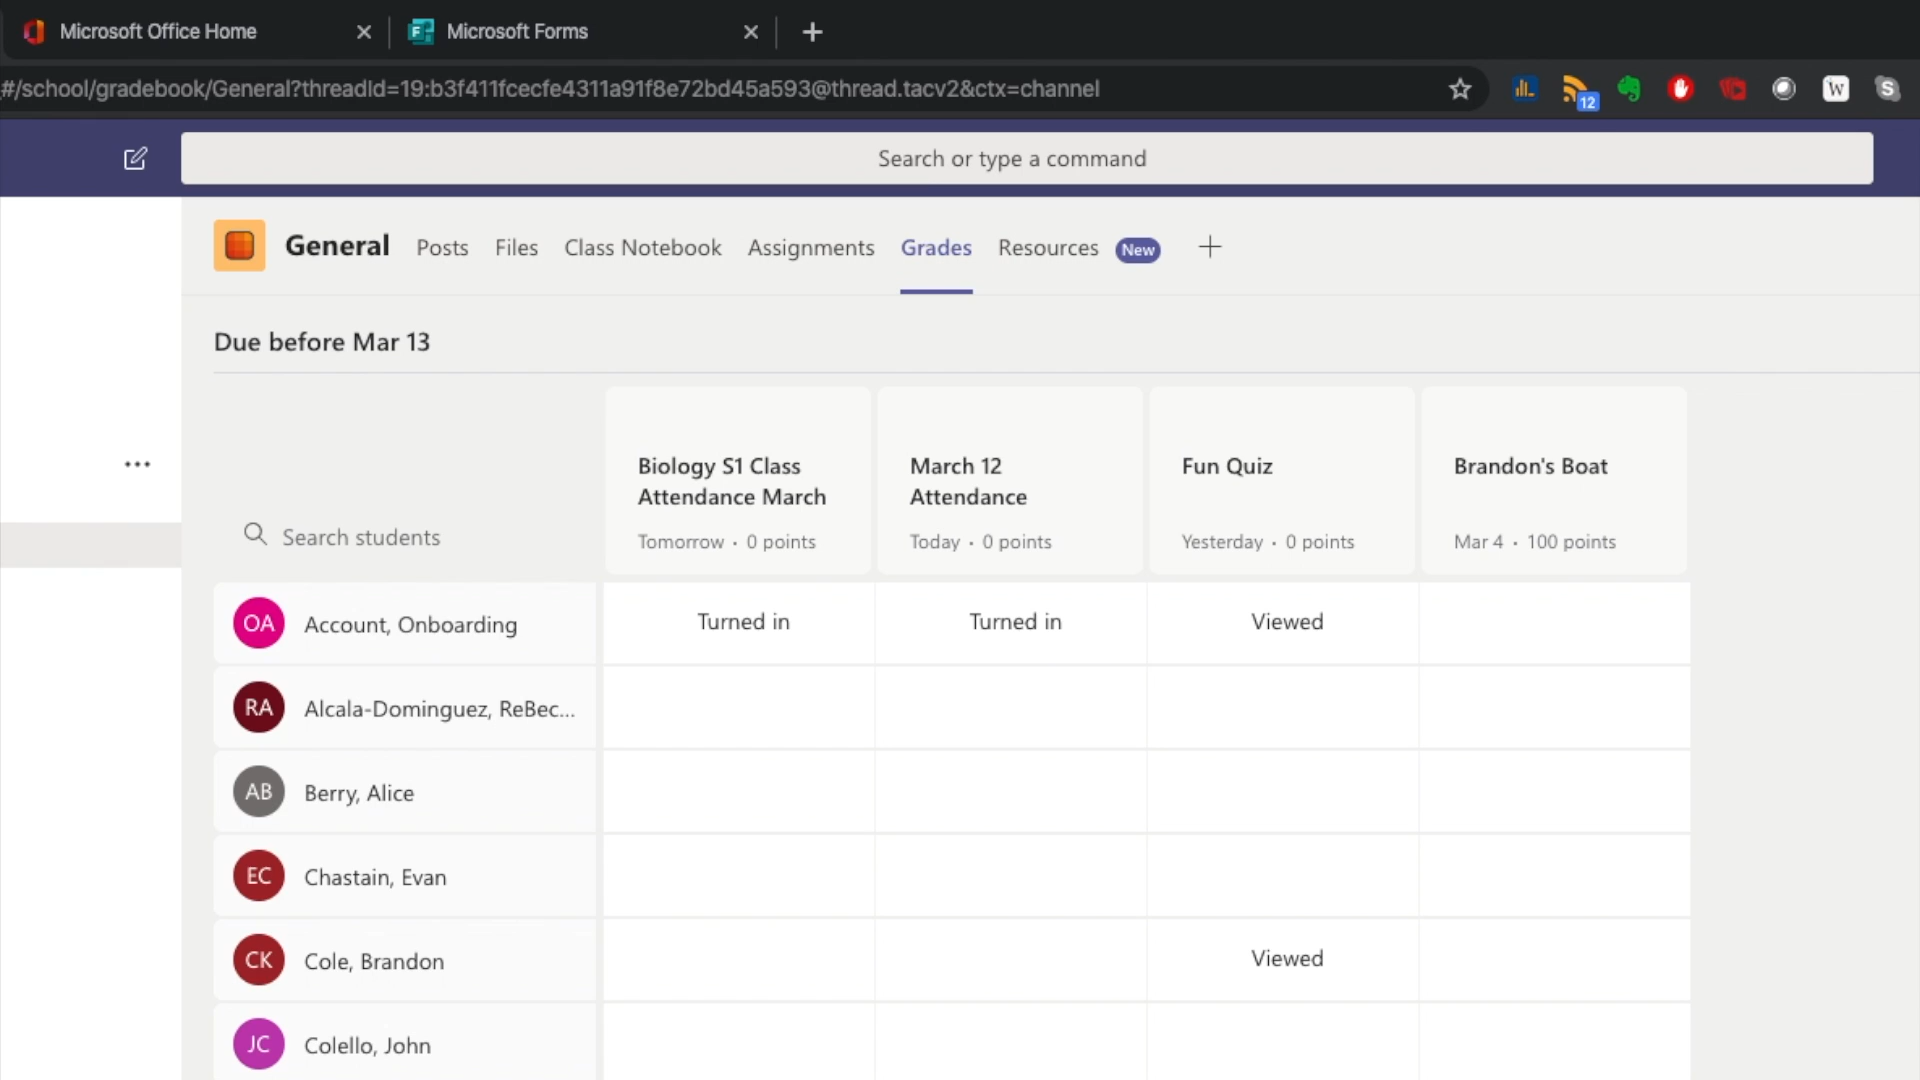 Microsoft Office Home
Microsoft Forms
#/school/gradebook/General?threadId=19:b3f411fcecfe4311a91f8e72bd45a593@thread.tacv2&ctx=channel
12
W
S
Search or type a command
General Posts Files Class Notebook Assignments Grades Resources New
Due before Mar 13
Biology S1 Class
Attendance March
Tomorrow · 0 points
March 12
Attendance
Today · 0 points
Fun Quiz
Yesterday · 0 points
Brandon's Boat
Mar 4 · 100 points
Search students
OA Account, Onboarding Turned in Turned in Viewed
RA Alcala-Dominguez, ReBec...
AB Berry, Alice
EC Chastain, Evan
CK Cole, Brandon Viewed
JC Colello, John